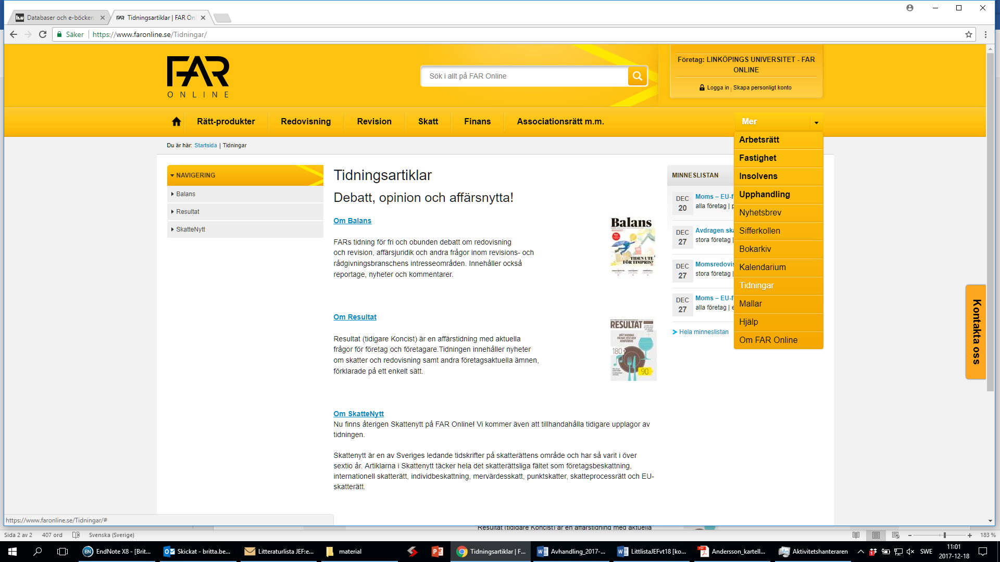 Databaser och e-böcker
Tidningsartiklar | FAR On
Säker
https://www.faronline.se/Tidningar/
FAR
ONLINE
Sök i allt på FAR Online
Företag: LINKÖPINGS UNIVERSITET - FAR
ONLINE
Logga in | Skapa personligt konto
Rätt-produkter
Redovisning
Revision
Skatt
Finans
Associationsrätt m.m.
Mer
Arbetsrätt
Fastighet
Insolvens
Upphandling
Nyhetsbrev
Sifferkollen
Bokarkiv
Kalendarium
Tidningar
Mallar
Hjälp
Om FAR Online
Du är här: Startsida | Tidningar
NAVIGERING
Balans
Resultat
SkatteNytt
Tidningsartiklar
Debatt, opinion och affärsnytta!
Om Balans
FARs tidning för fri och obunden debatt om redovisning
och revision, affärsjuridik och andra frågor inom revisions- och
rådgivningsbranschens intresseområden. Innehåller också
reportage, nyheter och kommentarer.
Balans
TIDEN UTE
FÖR TIMPRIS?
Om Resultat
Resultat (tidigare Koncist) är en affärstidning med aktuella
frågor för företag och företagare.Tidningen innehåller nyheter
om skatter och redovisning samt andra företagsaktuella ämnen,
förklarade på ett enkelt sätt.
RESULTAT
RÄTT AVDRAG
PÅ MAT, FEST OCH
KONFERENS
180
90
Om SkatteNytt
Nu finns återigen Skattenytt på FAR Online! Vi kommer även att tillhandahålla tidigare upplagor av
tidningen.
Skattenytt är en av Sveriges ledande tidskrifter på skatterättens område och har så varit i över
sextio år. Artiklarna i Skattenytt täcker hela det skatterättsliga fältet som företagsbeskattning,
internationell skatterätt, individbeskattning, mervärdesskatt, punktskatter, skatteprocessrätt och EU-
skatterätt.
MINNESLISTAN
DEC
20
Moms – EU-f
alla företag | p
DEC
27
Avdragen ska
stora företag |
DEC
27
Momsredovis
stora företag |
DEC
27
Moms – EU-f
alla företag | e
Hela minneslistan
Kontakta oss
https://www.faronline.se/Tidningar/#
Resultat (tidigare Koncist) är en affärstidning med aktuella
Sida 2 av 2
407 ord
Svenska (Sverige)
183 %
EndNote X8 - [Brit...
Skickat - britta.be...
Litteraturlista JEF:e...
material
Tidningsartiklar | F...
Avhandling_2017-...
LittlistaJEFvt18 [ko...
Andersson_kartell...
Aktivitetshanteraren
SWE
11:01
2017-12-18